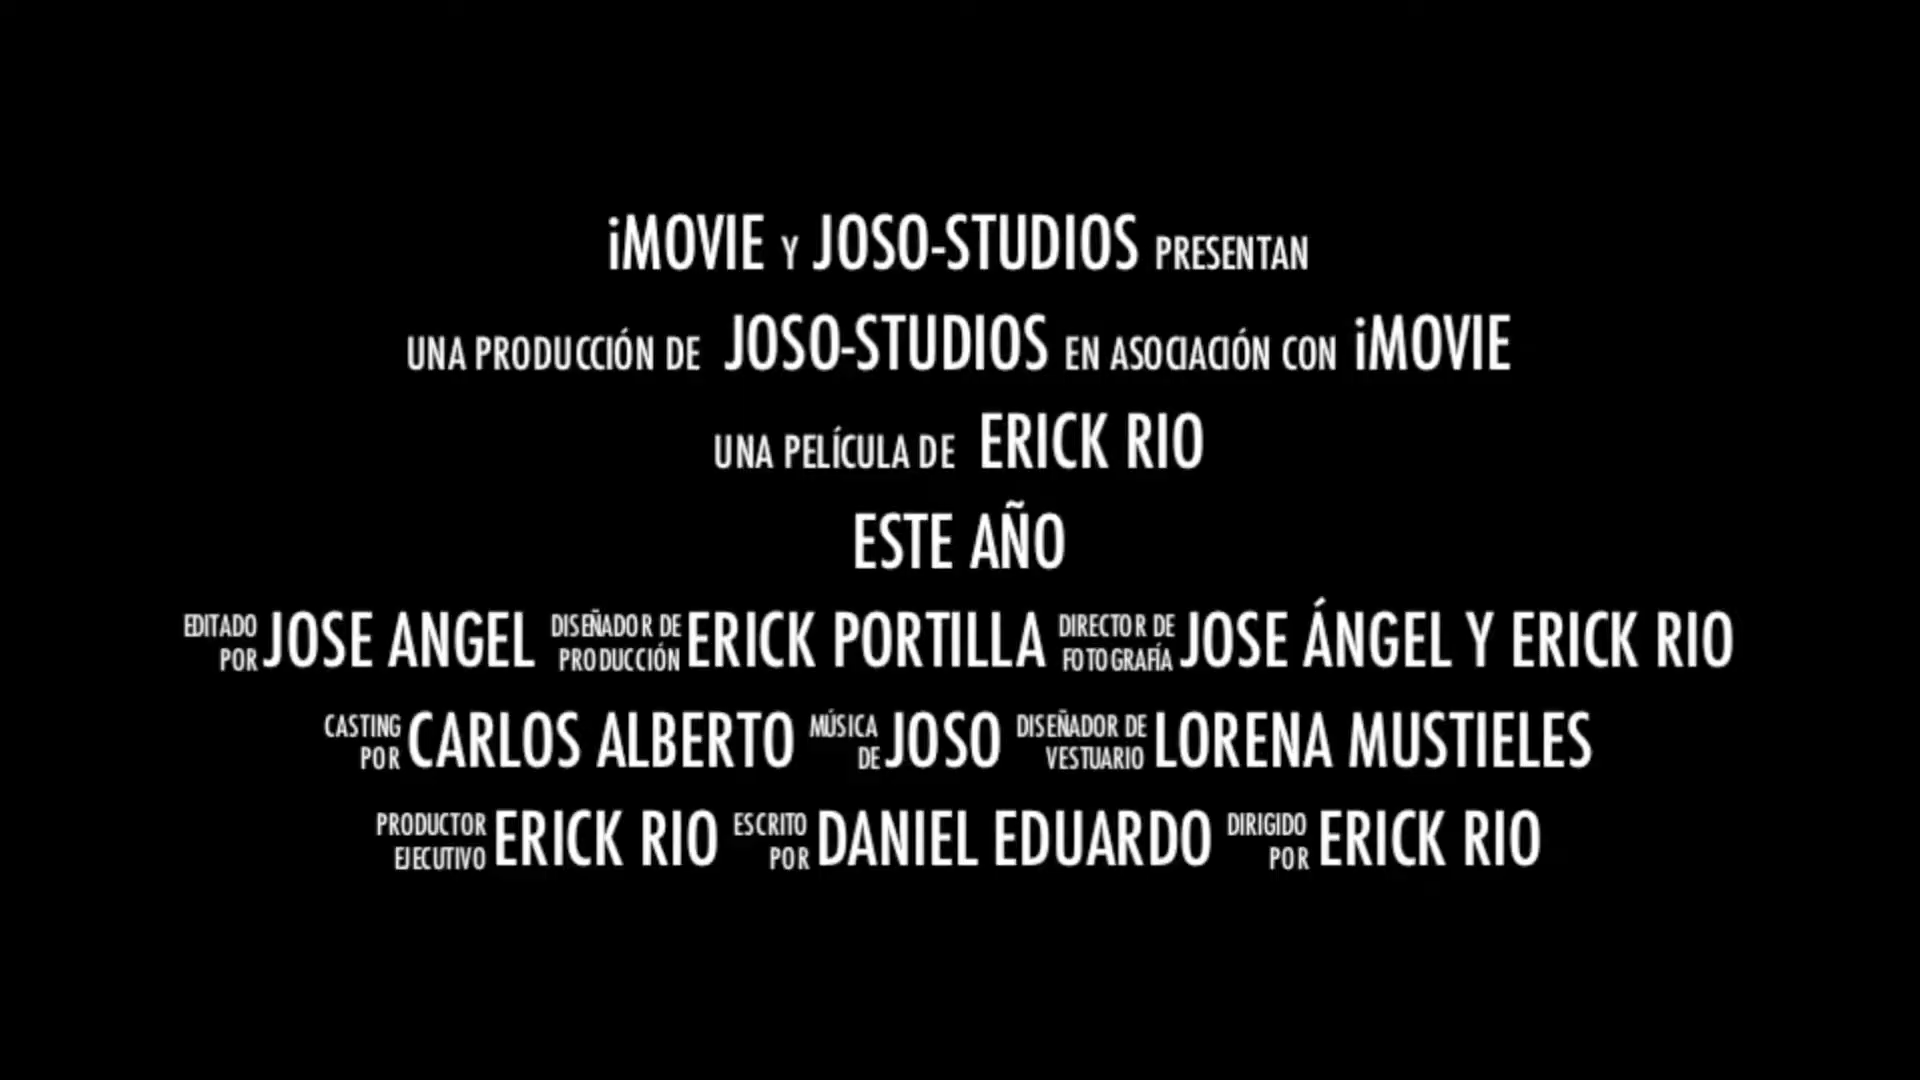 iMOVIE Y JOSO-STUDIOS PRESENTAN
UNA PRODUCCIÓN DE JOSO-STUDIOS EN ASOCIACIÓN CON iMOVIE
UNA PELÍCULA DE ERICK RIO
ESTE AÑO
EDITADO POR JOSE ANGEL DISEÑADOR DE PRODUCCIÓN ERICK PORTILLA DIRECTOR DE FOTOGRAFÍA JOSE ÁNGEL Y ERICK RIO
CASTING POR CARLOS ALBERTO MÚSICA DE JOSO DISEÑADOR DE VESTUARIO LORENA MUSTIELES
PRODUCTOR EJECUTIVO ERICK RIO ESCRITO POR DANIEL EDUARDO DIRIGIDO POR ERICK RIO